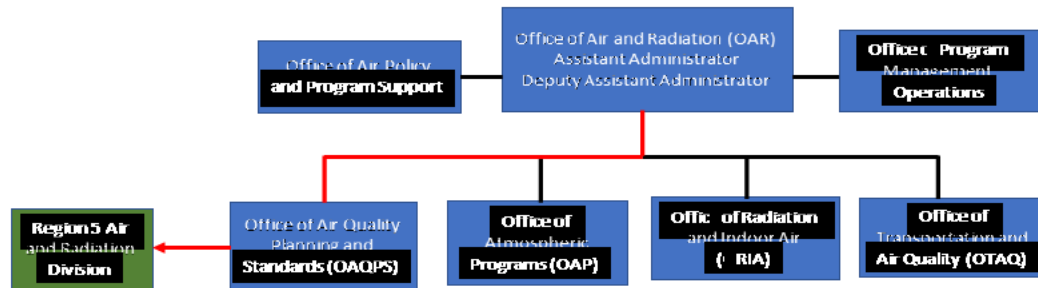 Office of Air and Radiation (OAR)
Assistant Administrator
Deputy Assistant Administrator
Office of Air Policy
and Program Support
Office Program
Management
Operations
Region 5 Air
and Radiation
Division
Office of Air Quality
Planning and
Standards (OAQPS)
Office of
Atmospheric
Programs (OAP)
of Radiation
and Indoor Air
Office of
Transportation and
Air Quality (OTAQ)